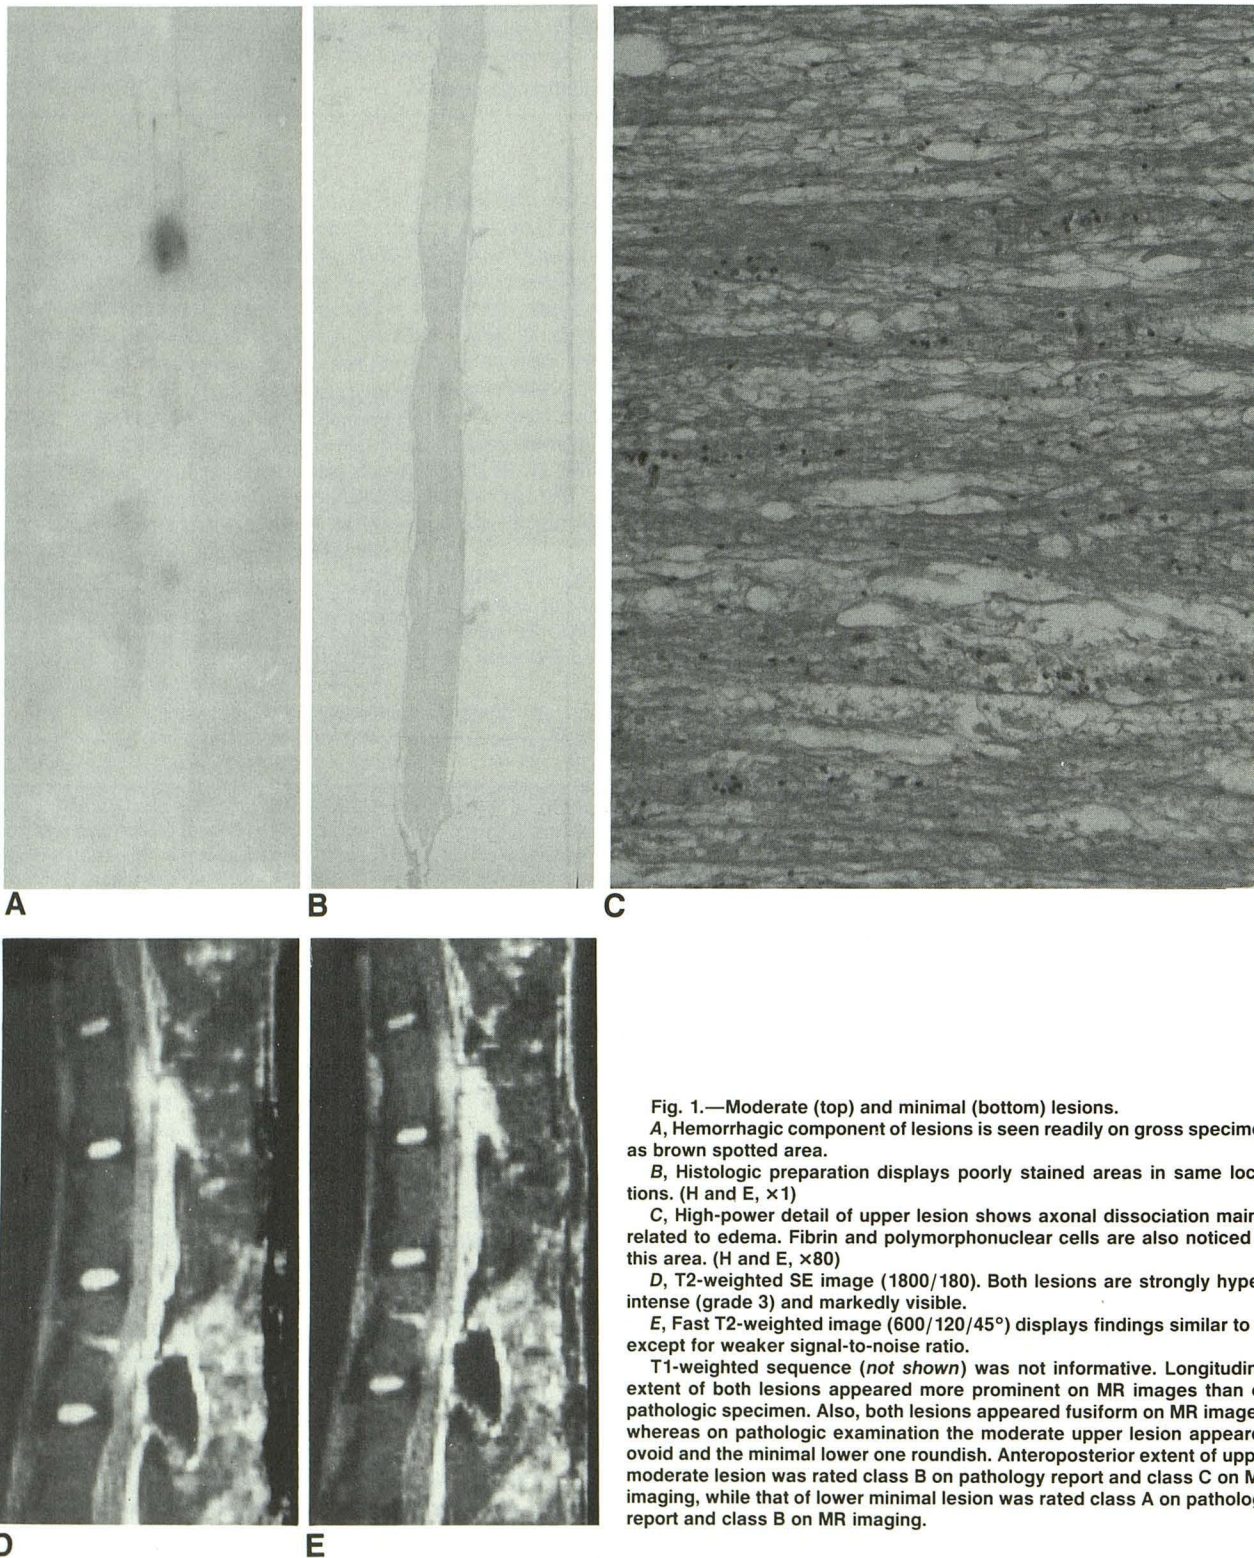 A
B
C
D
E
Fig. 1.—Moderate (top) and minimal (bottom) lesions.
A, Hemorrhagic component of lesions is seen readily on gross specime
as brown spotted area.
B, Histologic preparation displays poorly stained areas in same loc
tions. (H and E, ×1)
C, High-power detail of upper lesion shows axonal dissociation main
related to edema. Fibrin and polymorphonuclear cells are also noticed
this area. (H and E, ×80)
D, T2-weighted SE image (1800/180). Both lesions are strongly hype
intense (grade 3) and markedly visible.
E, Fast T2-weighted image (600/120/45°) displays findings similar to
except for weaker signal-to-noise ratio.
T1-weighted sequence (not shown) was not informative. Longitudin
extent of both lesions appeared more prominent on MR images than
pathologic specimen. Also, both lesions appeared fusiform on MR image
whereas on pathologic examination the moderate upper lesion appeare
ovoid and the minimal lower one roundish. Anteroposterior extent of upp
moderate lesion was rated class B on pathology report and class C on M
imaging, while that of lower minimal lesion was rated class A on patholog
report and class B on MR imaging.